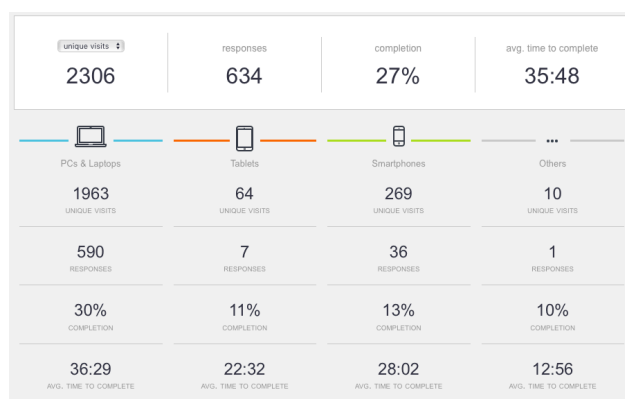 unique visits
responses
completion
avg. time to complete
2306
634
27%
35:48
PCs & Laptops
Tablets
Smartphones
Others
1963
64
269
10
UNIQUE VISITS
UNIQUE VISITS
UNIQUE VISITS
UNIQUE VISITS
590
7
36
1
RESPONSES
RESPONSES
RESPONSES
RESPONSES
30%
11%
13%
10%
COMPLETION
COMPLETION
COMPLETION
COMPLETION
36:29
22:32
28:02
12:56
AVG. TIME TO COMPLETE
AVG. TIME TO COMPLETE
AVG. TIME TO COMPLETE
AVG. TIME TO COMPLETE